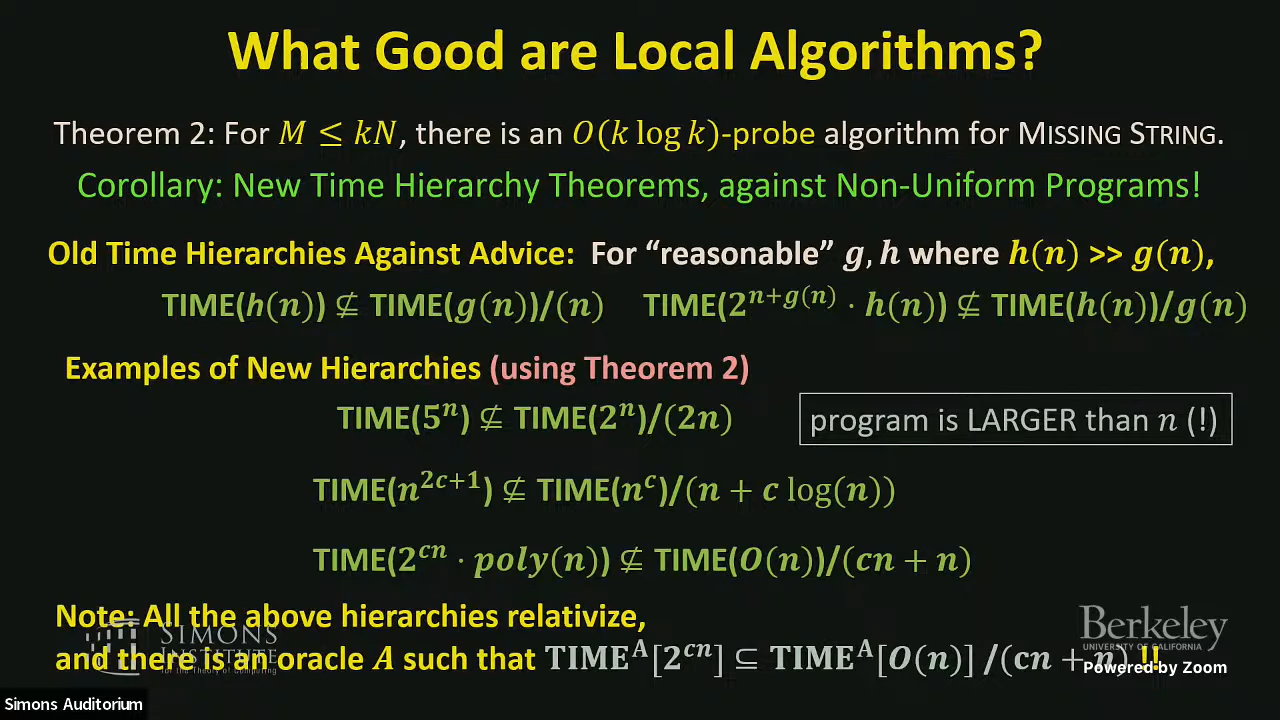 What Good are Local Algorithms?
Theorem 2: For M ≤ kN, there is an O(k log k)-probe algorithm for MISSING STRING.
Corollary: New Time Hierarchy Theorems, against Non-Uniform Programs!
Old Time Hierarchies Against Advice: For “reasonable” g, h where h(n) >> g(n),
TIME(h(n)) ⊈ TIME(g(n))/(n) TIME(2^{n+g(n)} · h(n)) ⊈ TIME(h(n))/g(n)
Examples of New Hierarchies (using Theorem 2)
TIME(5^n) ⊈ TIME(2^n)/(2n)
program is LARGER than n (!)
TIME(n^{2c+1}) ⊈ TIME(n^c)/(n + c log(n))
TIME(2^{cn} · poly(n)) ⊈ TIME(O(n))/(cn + n)
Note: All the above hierarchies relativize,
and there is an oracle A such that TIME^A[2^{cn}] ⊆ TIME^A[O(n)] /(cn + n) !!
SIMONS
INSTITUTE
for the Theory of Computing
Berkeley
UNIVERSITY OF CALIFORNIA
Powered by Zoom
Simons Auditorium